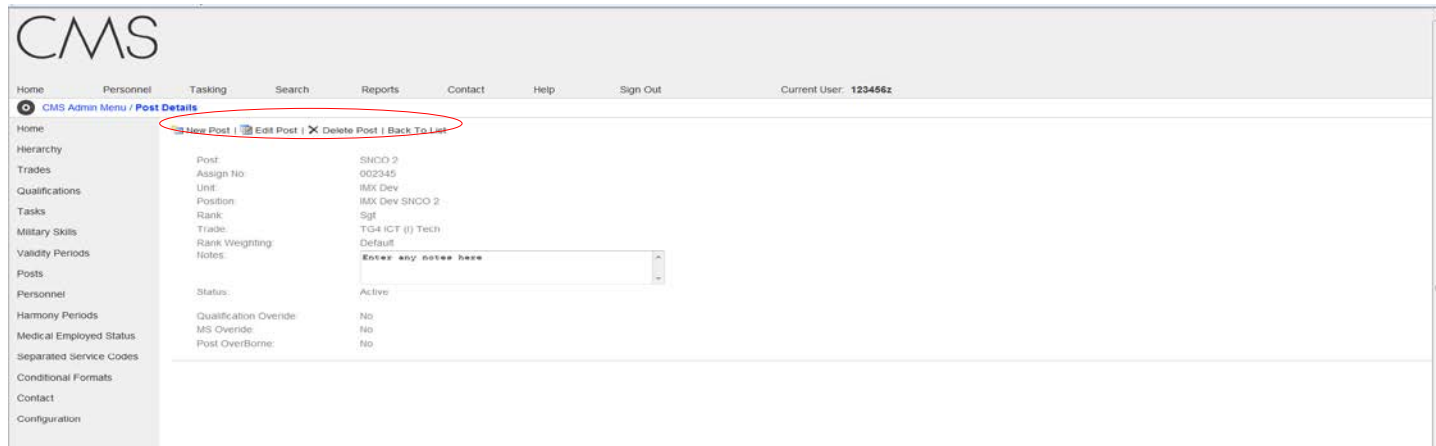 CMS
Home Personnel Tasking Search Reports Contact Help Sign Out Current User: 123456z
CMS Admin Menu / Post Details
Home
Hierarchy
Trades
Qualifications
Tasks
Military Skills
Validity Periods
Posts
Personnel
Harmony Periods
Medical Employed Status
Separated Service Codes
Conditional Formats
Contact
Configuration
New Post | Edit Post | Delete Post | Back To List
Post: SNCO 2
Assign No: 002345
Unit: IMX Dev
Position: IMX Dev SNCO 2
Rank: Sgt
Trade: TG4 ICT (I) Tech
Rank Weighting: Default
Notes: Enter any notes here
Status: Active
Qualification Overide: No
MS Overide: No
Post OverBorne: No